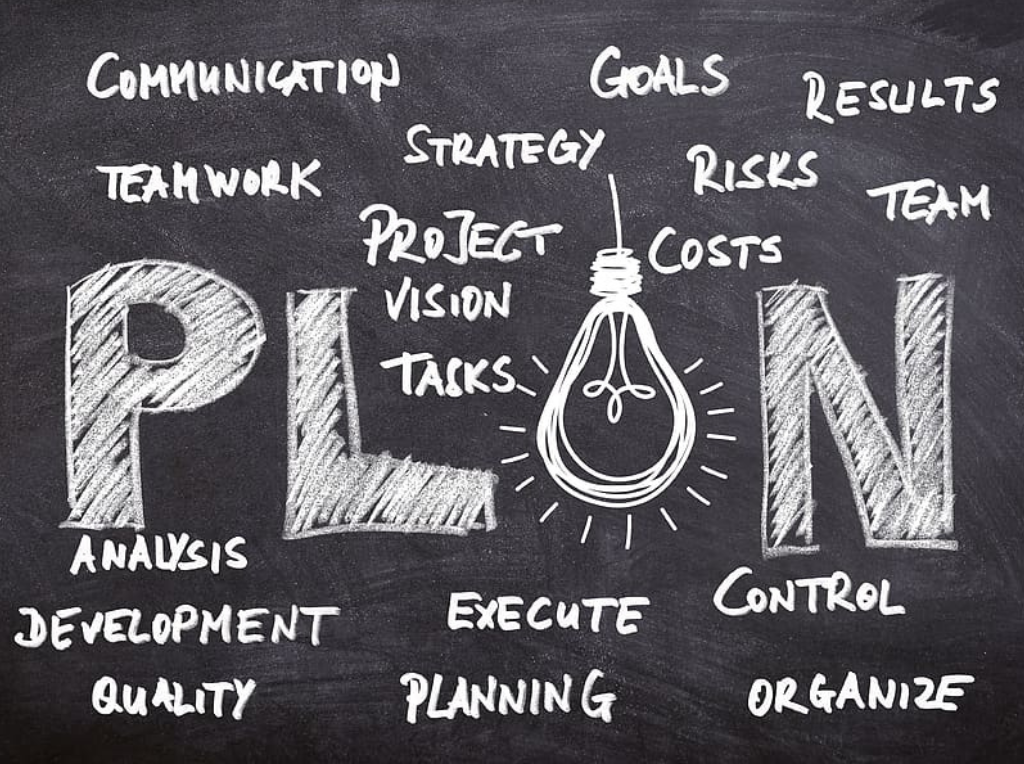 COMMUNICATION
GOALS
RESULTS
STRATEGY
TEAMWORK
RISKS
TEAM
PROJECT
COSTS
VISION
TASKS
PLAN
ANALYSIS
DEVELOPMENT
EXECUTE
CONTROL
QUALITY
PLANNING
ORGANIZE